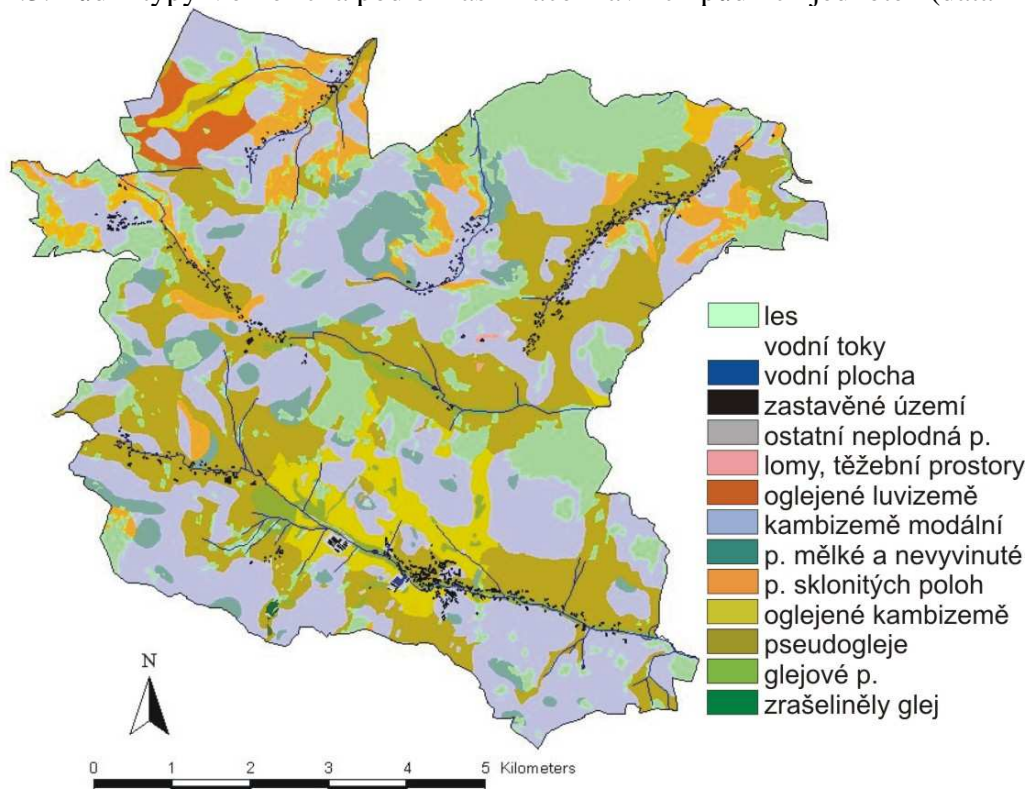 les
vodní toky
vodní plocha
zastavěné území
ostatní neplodná p.
lomy, těžební prostory
oglejené luvizemě
kambizemě modální
p. mělké a nevyvinuté
p. sklonitých poloh
oglejené kambizemě
pseudogleje
glejové p.
zrašeliněly glej
N
0 1 2 3 4 5 Kilometers